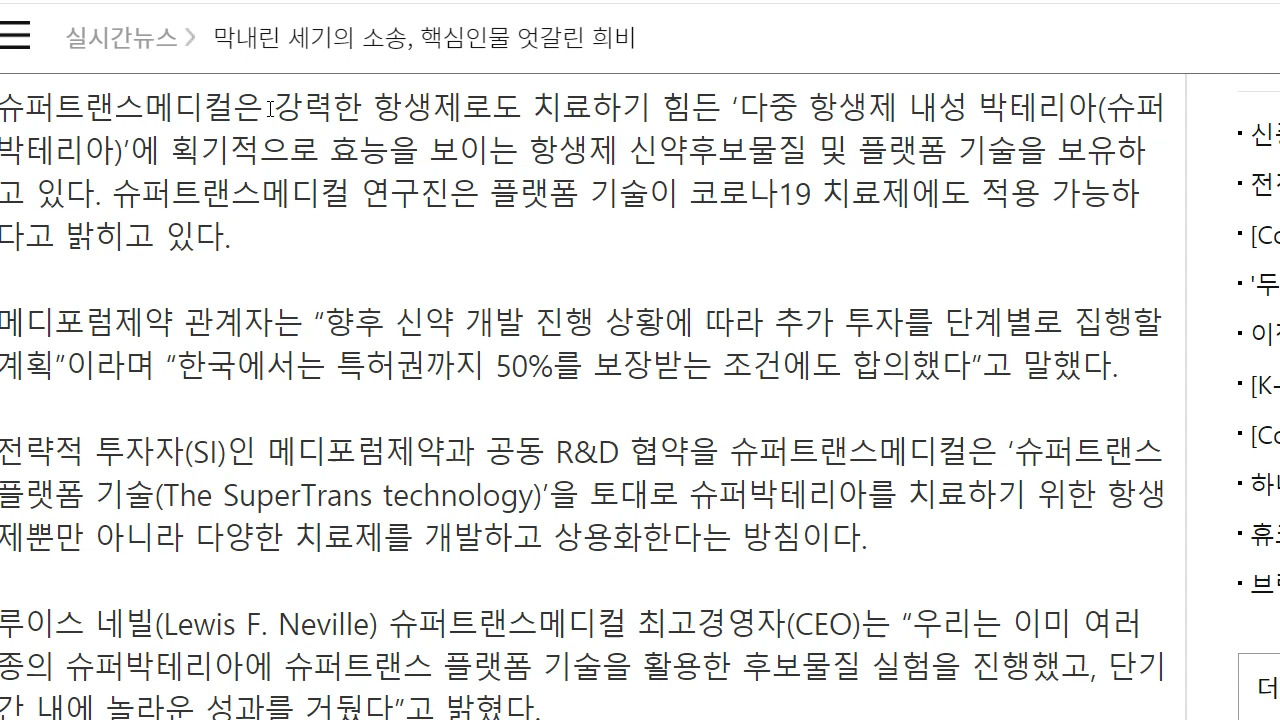 실시간뉴스 > 막내린 세기의 소송, 핵심인물 엇갈린 희비
슈퍼트랜스메디컬은 강력한 항생제로도 치료하기 힘든 ‘다중 항생제 내성 박테리아(슈퍼
박테리아)’에 획기적으로 효능을 보이는 항생제 신약후보물질 및 플랫폼 기술을 보유하
고 있다. 슈퍼트랜스메디컬 연구진은 플랫폼 기술이 코로나19 치료제에도 적용 가능하
다고 밝히고 있다.
메디포럼제약 관계자는 “향후 신약 개발 진행 상황에 따라 추가 투자를 단계별로 집행할
계획”이라며 “한국에서는 특허권까지 50%를 보장받는 조건에도 합의했다”고 말했다.
전략적 투자자(SI)인 메디포럼제약과 공동 R&D 협약을 슈퍼트랜스메디컬은 ‘슈퍼트랜스
플랫폼 기술(The SuperTrans technology)’을 토대로 슈퍼박테리아를 치료하기 위한 항생
제뿐만 아니라 다양한 치료제를 개발하고 상용화한다는 방침이다.
루이스 네빌(Lewis F. Neville) 슈퍼트랜스메디컬 최고경영자(CEO)는 “우리는 이미 여러
종의 슈퍼박테리아에 슈퍼트랜스 플랫폼 기술을 활용한 후보물질 실험을 진행했고, 단기
간 내에 놀라운 성과를 거뒀다”고 밝혔다.
[Co
'두
[K-
[Co
더